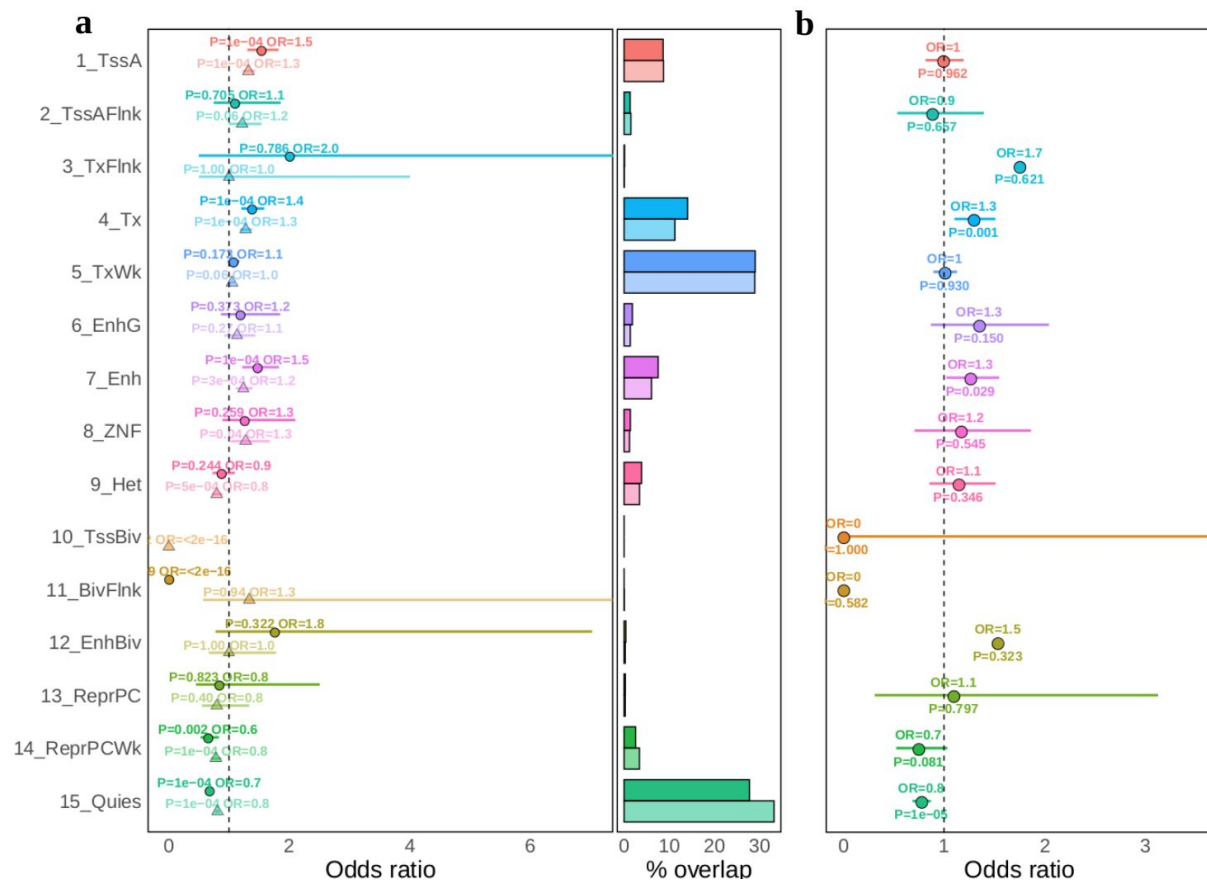 a
b
1_TssA
P=1e−04 OR=1.5
P=1e−04 OR=1.3
OR=1
P=0.962
2_TssAFlnk
P=0.705 OR=1.1
P=0.06 OR=1.2
OR=0.9
P=0.657
3_TxFlnk
P=0.786 OR=2.0
P=1.00 OR=1.0
OR=1.7
P=0.621
4_Tx
P=1e−04 OR=1.4
P=1e−04 OR=1.3
OR=1.3
P=0.001
5_TxWk
P=0.173 OR=1.1
P=0.06 OR=1.0
OR=1
P=0.930
6_EnhG
P=0.373 OR=1.2
OR=1.1
OR=1.3
P=0.150
7_Enh
P=1e−04 OR=1.5
P=3e−04 OR=1.2
OR=1.3
P=0.029
8_ZNF
P=0.259 OR=1.3
P=0.04 OR=1.3
OR=1.2
P=0.545
9_Het
P=0.244 OR=0.9
P=5e−04 OR=0.8
OR=1.1
P=0.346
10_TssBiv
OR=<2e−16
OR=0
=1.000
11_BivFlnk
9 OR=<2e−16
P=0.94 OR=1.3
OR=0
=0.582
12_EnhBiv
P=0.322 OR=1.8
P=1.00 OR=1.0
OR=1.5
P=0.323
13_ReprPC
P=0.823 OR=0.8
P=0.40 OR=0.8
OR=1.1
P=0.797
14_ReprPCWk
P=0.002 OR=0.6
P=1e−04 OR=0.8
OR=0.7
P=0.081
15_Quies
P=1e−04 OR=0.7
P=1e−04 OR=0.8
OR=0.8
P=1e−05
0 2 4 6
0 10 20 30
0 1 2 3
Odds ratio
% overlap
Odds ratio